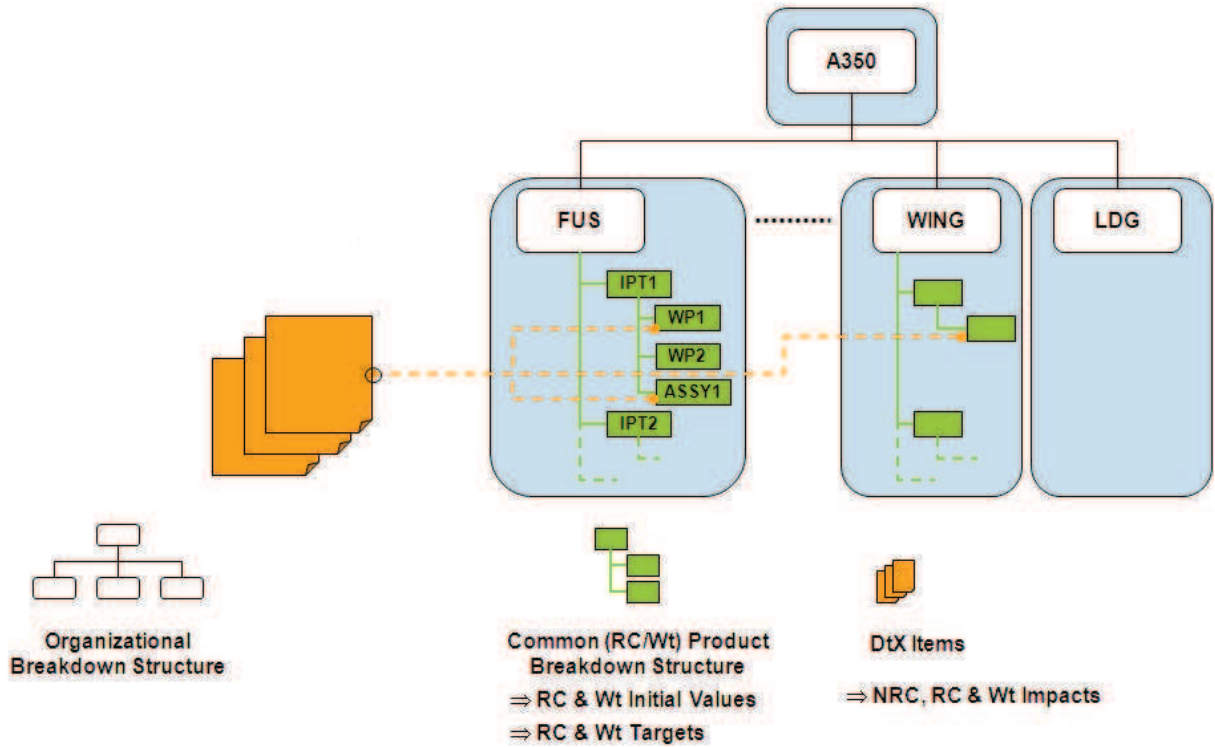 A350
FUS
WING
LDG
IPT1
WP1
WP2
ASSY1
IPT2
Organizational
Breakdown Structure
Common (RC/Wt) Product
Breakdown Structure
⇒ RC & Wt Initial Values
⇒ RC & Wt Targets
DtX Items
⇒ NRC, RC & Wt Impacts